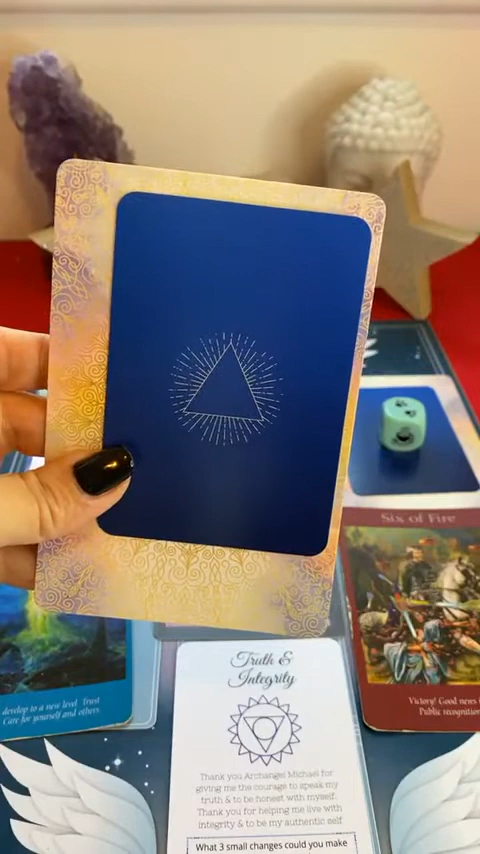 Six of Fire
Truth &
Integrity
develop to a new level. Trust
Care for yourself and others.
Victory! Good news
Public recognition
Thank you Archangel Michael for
giving me the courage to speak my
truth & to be honest with myself.
Thank you for helping me live with
integrity & to be my authentic self
What 3 small changes could you make